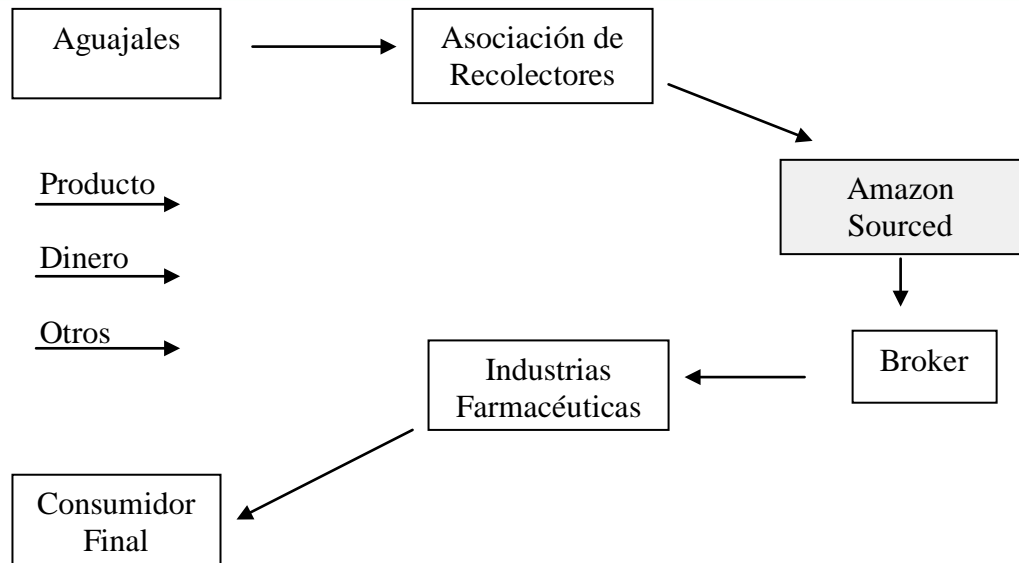 Aguajales
Asociación de
Recolectores
Amazon
Sourced
Producto
Dinero
Otros
Broker
Industrias
Farmacéuticas
Consumidor
Final